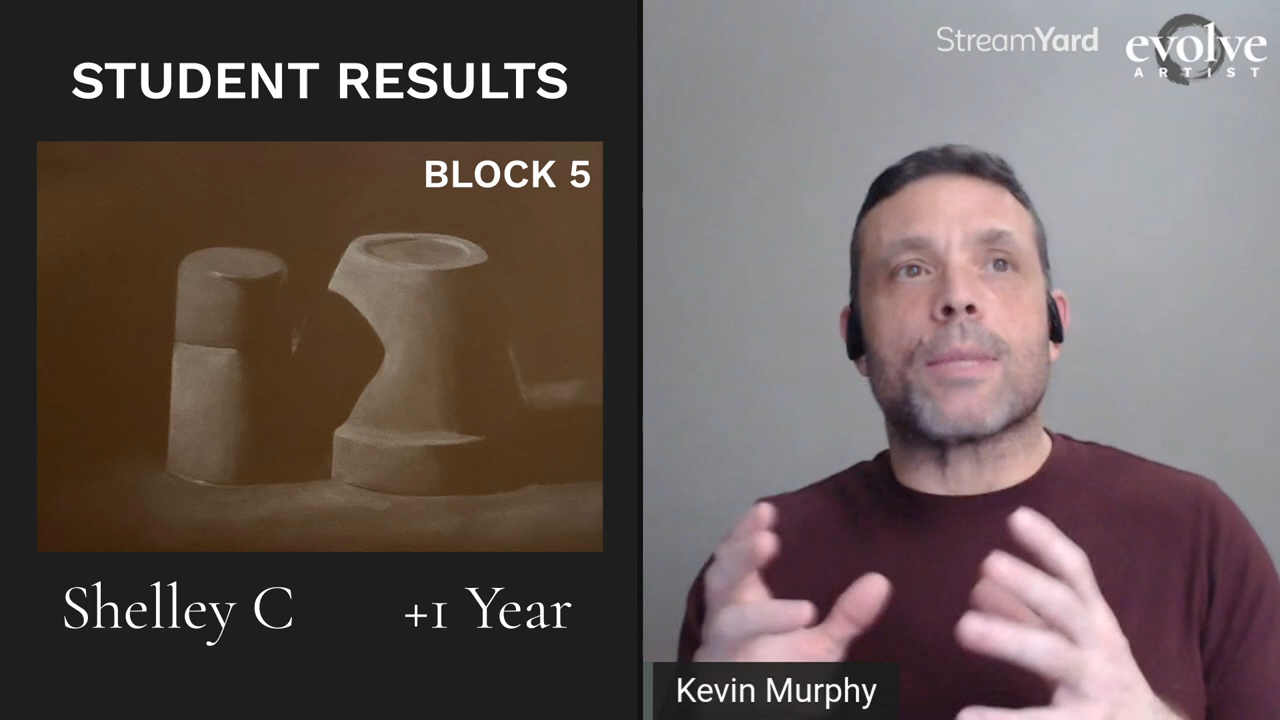 STUDENT RESULTS
BLOCK 5
Shelley C +1 Year
StreamYard
evolve
ARTIST
Kevin Murphy